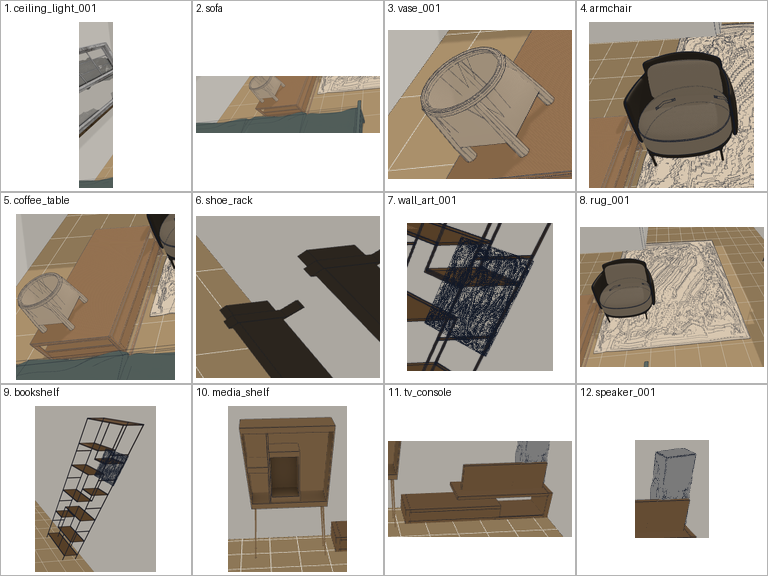 1. ceiling_light_001
2. sofa
3. vase_001
4. armchair
5. coffee_table
6. shoe_rack
7. wall_art_001
8. rug_001
9. bookshelf
10. media_shelf
11. tv_console
12. speaker_001